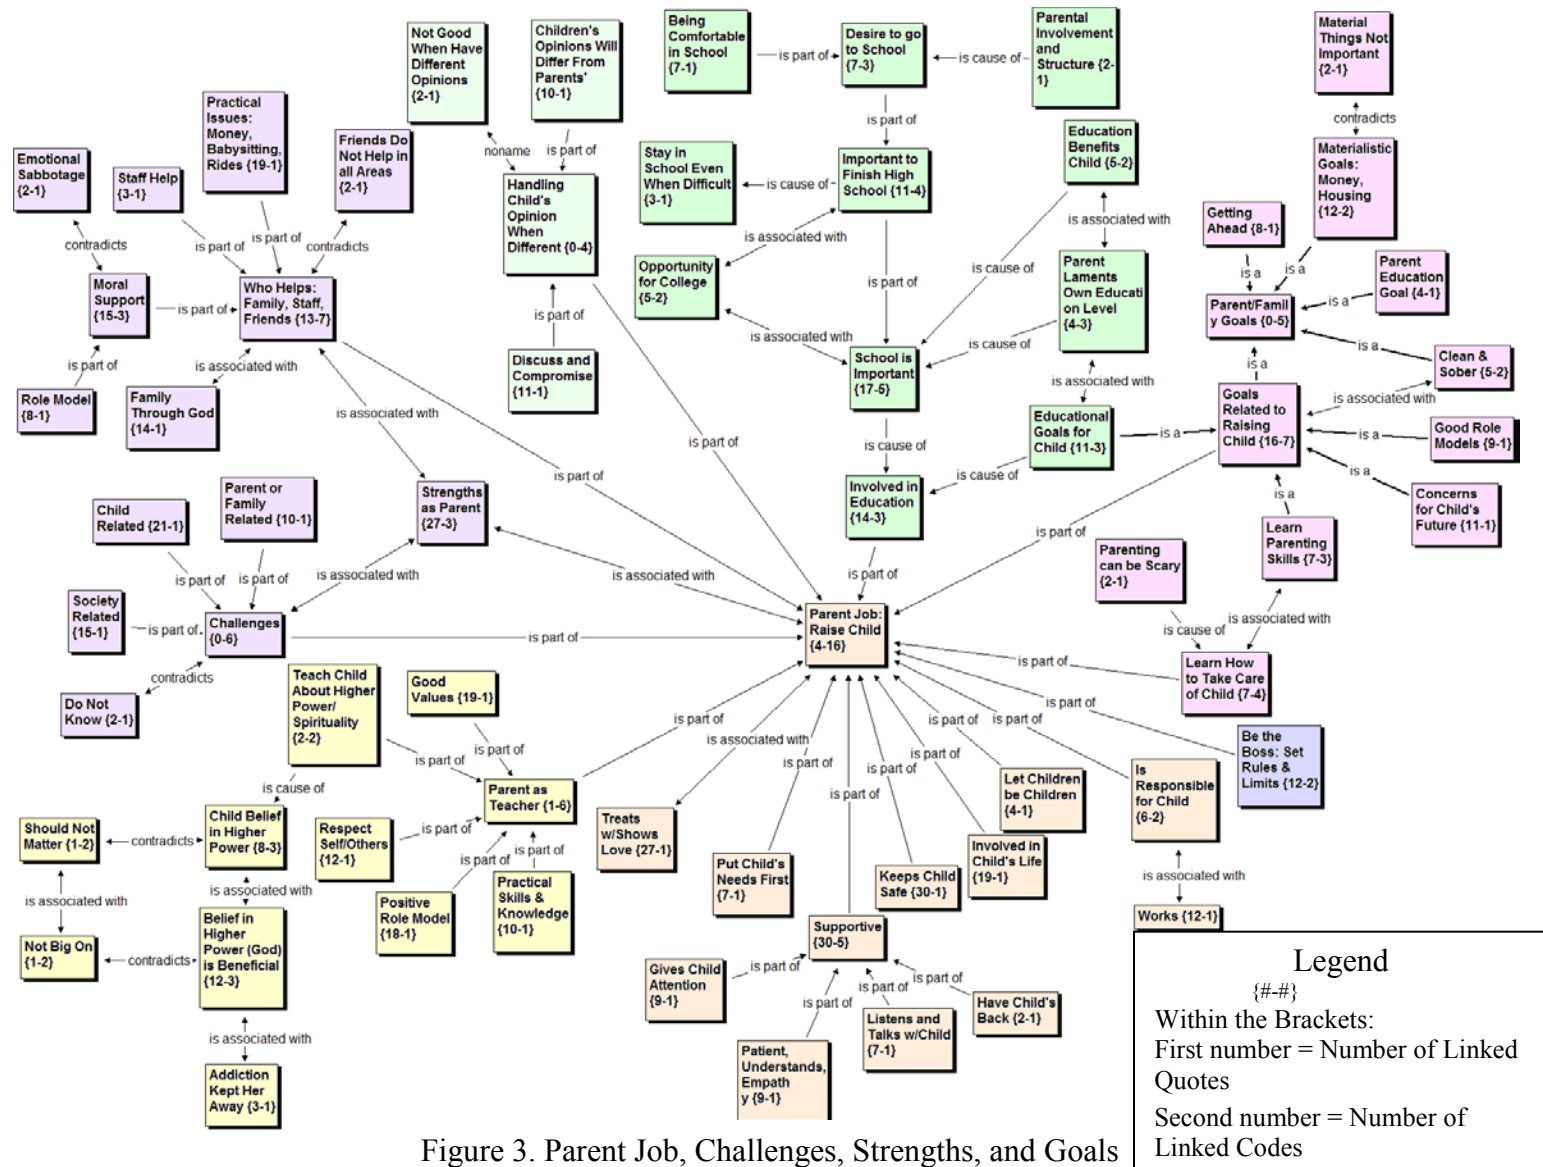 Not Good
When Have
Different
Opinions
{2-1}
Children's
Opinions Will
Differ From
Parents'
{10-1}
Being
Comfortable
in School
{7-1}
is part of
Desire to go
to School
{7-3}
is cause of
Parental
Involvement
and
Structure {2-
1}
Material
Things Not
Important
{2-1}
contradicts
Practical
Issues:
Money,
Babysitting,
Rides {19-1}
Friends Do
Not Help in
all Areas
{2-1}
Emotional
Sabbotage
{2-1}
Staff Help
{3-1}
noname
is part of
is part of
Stay in
School Even
When Difficult
{3-1}
is cause of
Important to
Finish High
School {11-4}
Education
Benefits
Child {5-2}
Materialistic
Goals:
Money,
Housing
{12-2}
Handling
Child's
Opinion
When
Different {0-4}
contradicts
is part of
is part of
contradicts
is associated with
is associated with
Getting
Ahead {8-1}
Moral
Support
{15-3}
is part of
Who Helps:
Family, Staff,
Friends {13-7}
Opportunity
for College
{5-2}
is part of
is cause of
Parent
Laments
Own Educati
on Level
{4-3}
is a
is a
Parent
Education
Goal {4-1}
Parent/Famil
y Goals {0-5}
is a
is part of
is part of
is associated with
is cause of
Role Model
{8-1}
is associated with
Family
Through God
{14-1}
Discuss and
Compromise
{11-1}
School is
Important
{17-5}
is associated with
is a
is a
Clean &
Sober {5-2}
is associated with
Goals
Related to
Raising
Child {16-7}
is associated with
is part of
is cause of
Educational
Goals for
Child {11-3}
is a
is a
Good Role
Models {9-1}
is part of
is cause of
is a
Child
Related {21-1}
Parent or
Family
Related {10-1}
Strengths
as Parent
{27-3}
Involved in
Education
{14-3}
is a
Concerns
for Child's
Future {11-1}
Learn
Parenting
Skills
{7-3}
is part of
Parenting
can be Scary
{2-1}
is part of
is part of
is associated with
is associated with
is part of
Society
Related
{15-1}
is part of
Challenges
{0-6}
is part of
Parent Job:
Raise Child
{4-16}
is cause of
is associated with
Learn How
to Take Care
of Child {7-4}
is part of
contradicts
Do Not
Know {2-1}
Teach Child
About Higher
Power/
Spirituality
{2-2}
Good
Values {19-1}
is part of
is part of
is part of
is part of
is associated with
is part of
is part of
is part of
is part of
is part of
is part of
Be the
Boss: Set
Rules &
Limits {12-2}
is part of
is cause of
Parent as
Teacher {1-6}
Let Children
be Children
{4-1}
Is
Responsible
for Child
{6-2}
Should Not
Matter {1-2}
contradicts
Child Belief
in Higher
Power {8-3}
Respect
Self/Others
{12-1}
is part of
is part of
is part of
Treats
w/Shows
Love {27-1}
Put Child's
Needs First
{7-1}
Keeps Child
Safe {30-1}
Involved in
Child's Life
{19-1}
is associated with
is associated with
Positive
Role Model
{18-1}
Practical
Skills &
Knowledge
{10-1}
is associated with
Works {12-1}
Not Big On
{1-2}
contradicts
Belief in
Higher
Power (God)
is Beneficial
{12-3}
Supportive
{30-5}
Gives Child
Attention
{9-1}
is part of
is part of
is part of
is part of
Have Child's
Back {2-1}
Listens and
Talks w/Child
{7-1}
is associated with
Addiction
Kept Her
Away {3-1}
Patient,
Understands,
Empath
y {9-1}
Legend
{#-#}
Within the Brackets:
First number = Number of Linked
Quotes
Second number = Number of
Linked Codes
Figure 3. Parent Job, Challenges, Strengths, and Goals